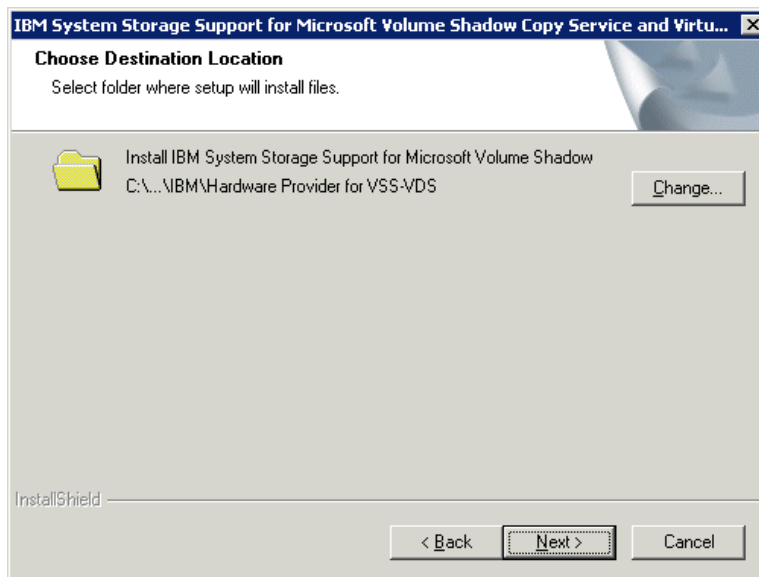 IBM System Storage Support for Microsoft Volume Shadow Copy Service and Virtu...
Choose Destination Location
Select folder where setup will install files.
Install IBM System Storage Support for Microsoft Volume Shadow
C:\...\IBM\Hardware Provider for VSS-VDS
Change...
InstallShield
< Back
Next >
Cancel